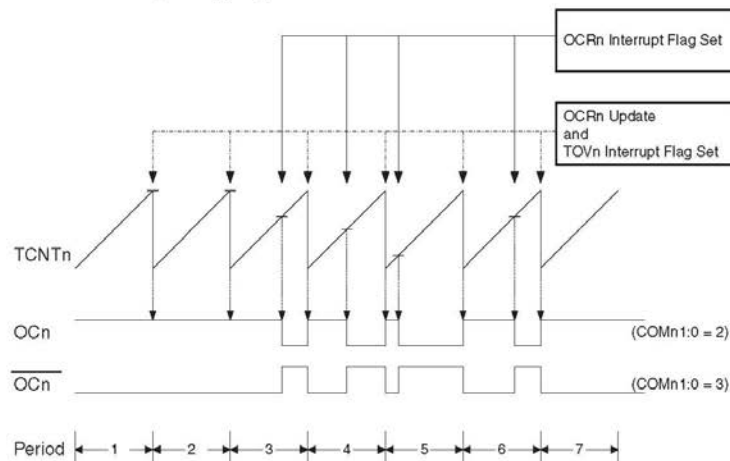 OCRn Interrupt Flag Set
OCRn Update
and
TOVn Interrupt Flag Set
TCNTn
OCn
(COMn1:0 = 2)
OCn
(COMn1:0 = 3)
Period
1
2
3
4
5
6
7